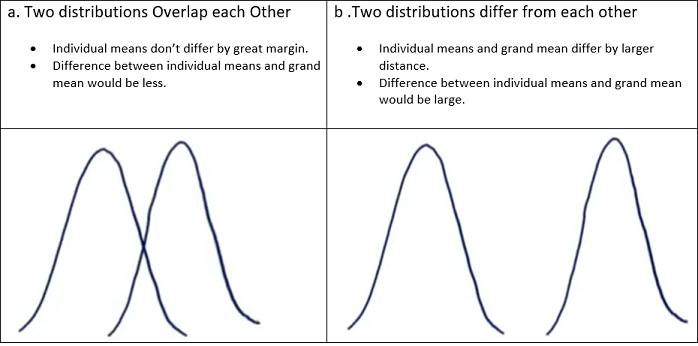 a. Two distributions Overlap each Other
• Individual means don't differ by great margin.
• Difference between individual means and grand
mean would be less.
b .Two distributions differ from each other
• Individual means and grand mean differ by larger
distance.
• Difference between individual means and grand mean
would be large.